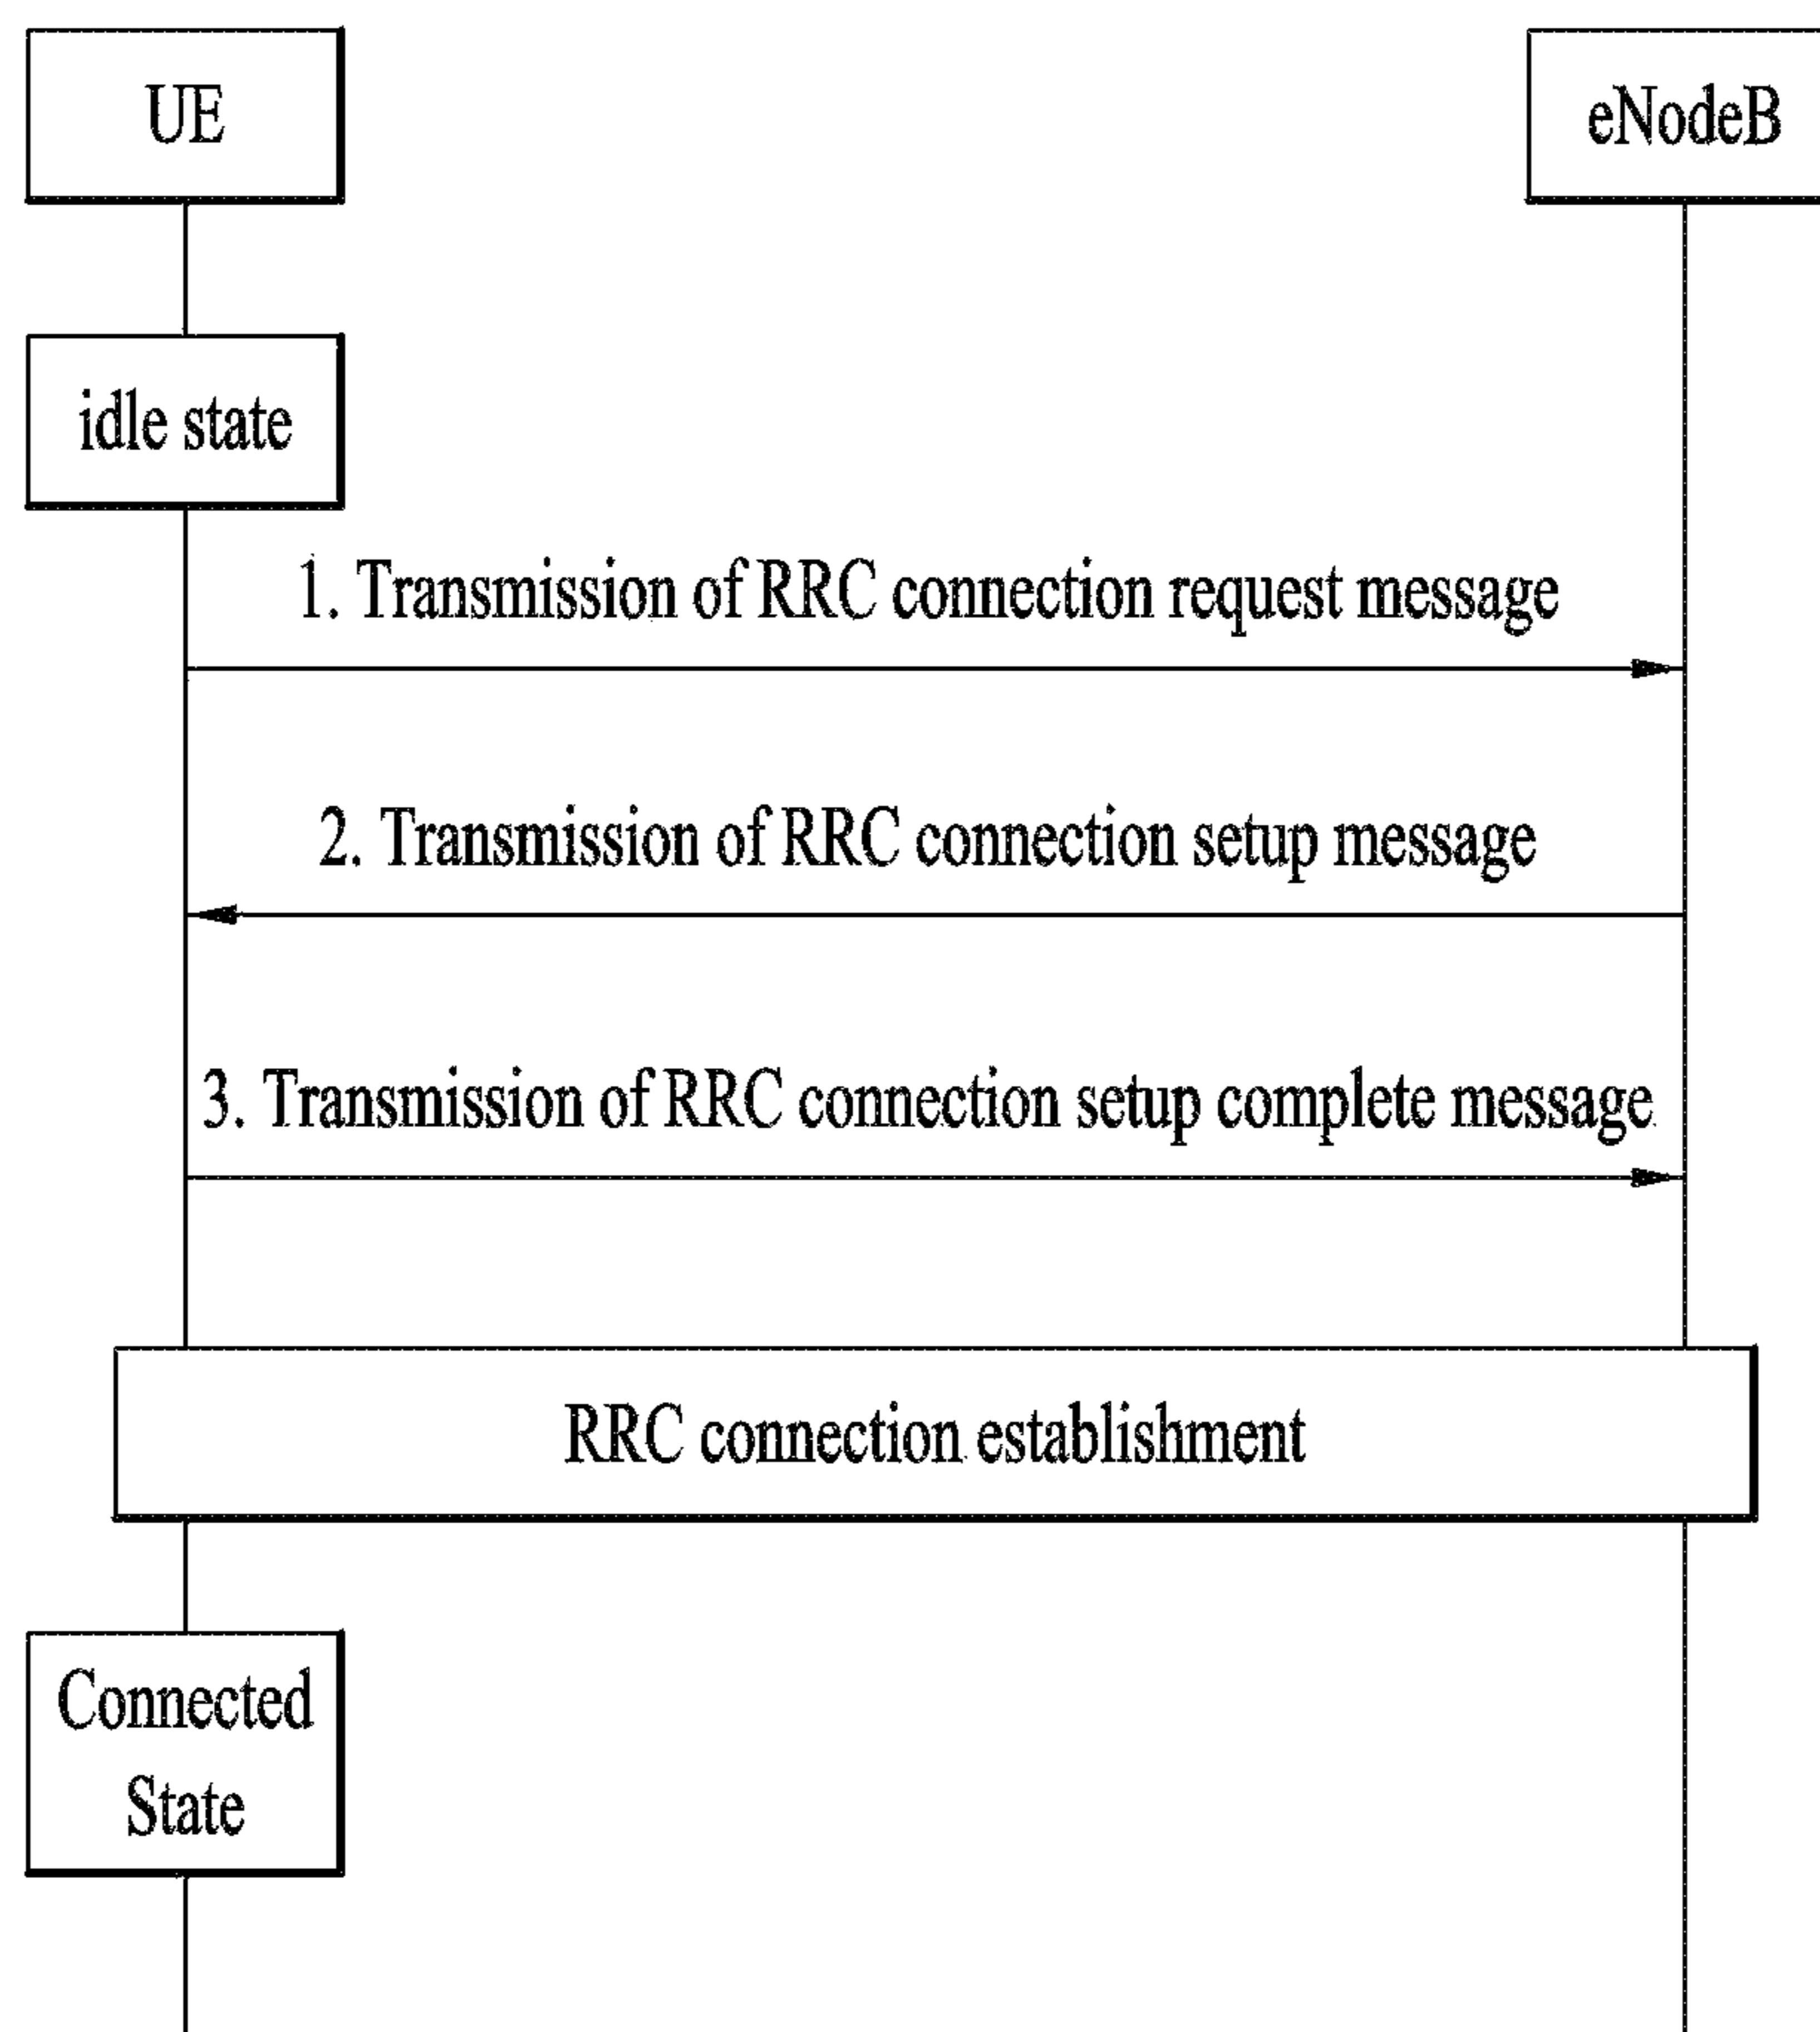 UE
eNodeB
idle state
1. Transmission of RRC connection request message
2. Transmission of RRC connection setup message
3. Transmission of RRC connection setup complete message
RRC connection establishment
Connected
State